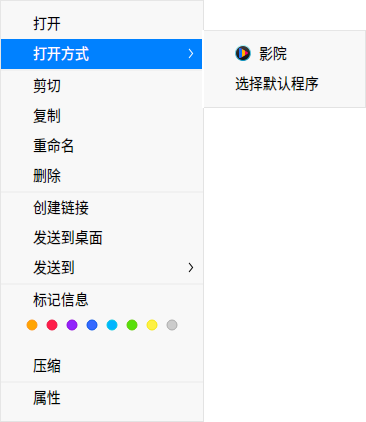 打开
打开方式
影院
选择默认程序
剪切
复制
重命名
删除
创建链接
发送到桌面
发送到
标记信息
压缩
属性